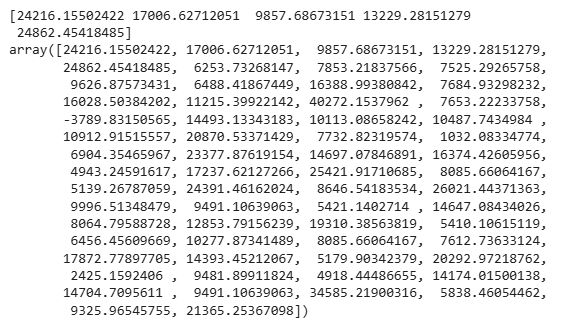 [24216.15502422 17006.62712051  9857.68673151 13229.28151279
 24862.45418485]
array([24216.15502422, 17006.62712051,  9857.68673151, 13229.28151279,
       24862.45418485,  6253.73268147,  7853.21837566,  7525.29265758,
        9626.87573431,  6488.41867449, 16388.99380842,  7684.93298232,
       16028.50384202, 11215.39922142, 40272.1537962 ,  7653.22233758,
       -3789.83150565, 14493.13343183, 10113.08658242, 10487.7434984 ,
       10912.91515557, 20870.53371429,  7732.82319574,  1032.08334774,
        6904.35465967, 23377.87619154, 14697.07846891, 16374.42605956,
        4943.24591617, 17237.62127266, 25421.91710685,  8085.66064167,
        5139.26787059, 24391.46162024,  8646.54183534, 26021.44371363,
        9996.51348479,  9491.10639063,  5421.1402714 , 14647.08434026,
        8064.79588728, 12853.79156239, 19310.38563819,  5410.10615119,
        6456.45609669, 10277.87341489,  8085.66064167,  7612.73633124,
       17872.77897705, 14393.45212067,  5179.90342379, 20292.97218762,
        2425.1592406 ,  9481.89911824,  4918.44486655, 14174.01500138,
       14704.7095611 ,  9491.10639063, 34585.21900316,  5838.46054462,
        9325.96545755, 21365.25367098])